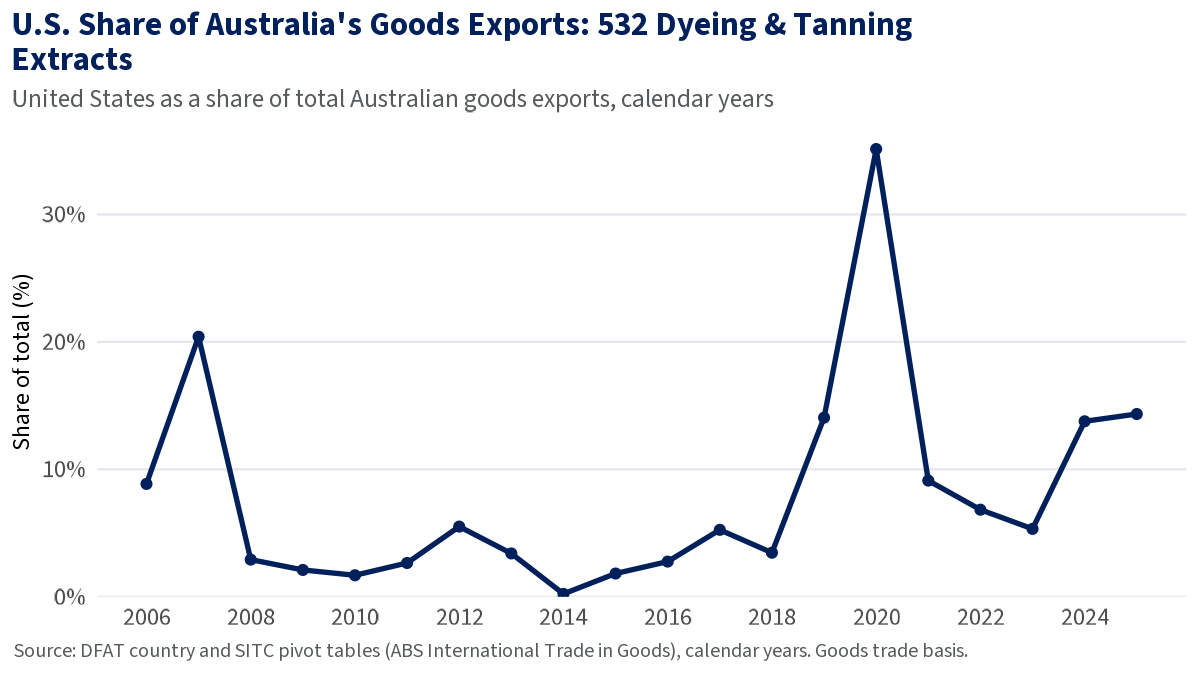 U.S. Share of Australia's Goods Exports: 532 Dyeing & Tanning
Extracts
United States as a share of total Australian goods exports, calendar years
Share of total (%)
30%
20%
10%
0%
2006 2008 2010 2012 2014 2016 2018 2020 2022 2024
Source: DFAT country and SITC pivot tables (ABS International Trade in Goods), calendar years. Goods trade basis.